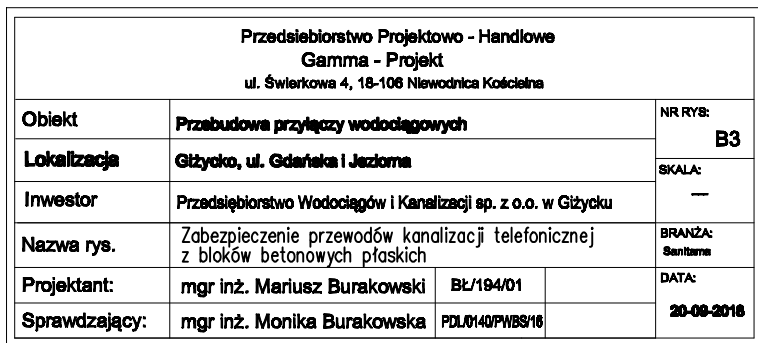 Przedsiebiorstwo Projektowo - Handlowe
Gamma - Projekt
ul. Świerkowa 4, 18-106 Niewodnica Kościelna
Obiekt
Przebudowa przyłączy wodociągowych
NR RYS:
B3
Lokalizacja
Giżycko, ul. Gdańska i Jeziorna
SKALA:
—
Inwestor
Przedsiębiorstwo Wodociągów i Kanalizacji sp. z o.o. w Giżycku
Nazwa rys.
Zabezpieczenie przewodów kanalizacji telefonicznej
z bloków betonowych płaskich
BRANŻA:
Sanitarna
Projektant:
mgr inż. Mariusz Burakowski
BŁ/194/01
DATA:
20-09-2018
Sprawdzający:
mgr inż. Monika Burakowska
PDL/0140/PWBS/16